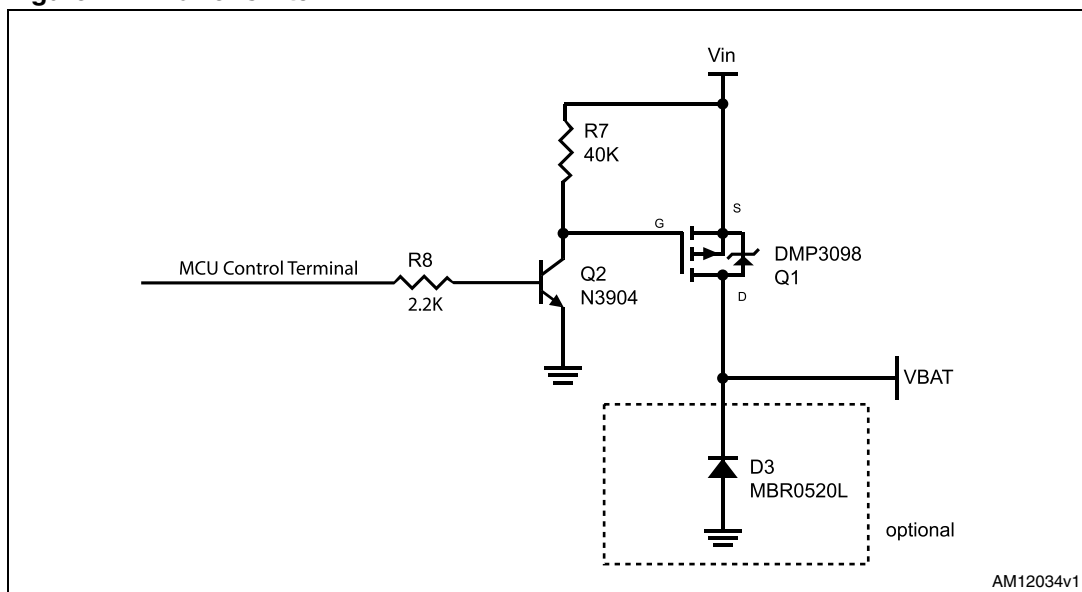 Vin
R7
40K
S
G
DMP3098
Q1
R8
MCU Control Terminal
2.2K
Q2
N3904
D
VBAT
D3
MBR0520L
optional
AM12034v1